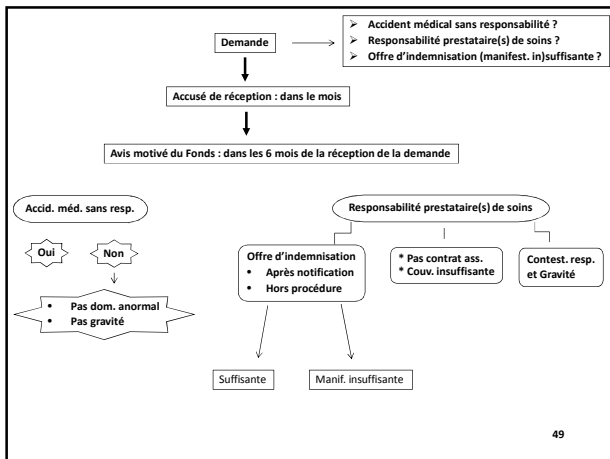 Demande
➢ Accident médical sans responsabilité ?
➢ Responsabilité prestataire(s) de soins ?
➢ Offre d’indemnisation (manifest. in)suffisante ?
Accusé de réception : dans le mois
Avis motivé du Fonds : dans les 6 mois de la réception de la demande
Accid. méd. sans resp.
Oui
Non
• Pas dom. anormal
• Pas gravité
Responsabilité prestataire(s) de soins
Offre d’indemnisation
• Après notification
• Hors procédure
* Pas contrat ass.
* Couv. insuffisante
Contest. resp.
et Gravité
Suffisante
Manif. insuffisante
49